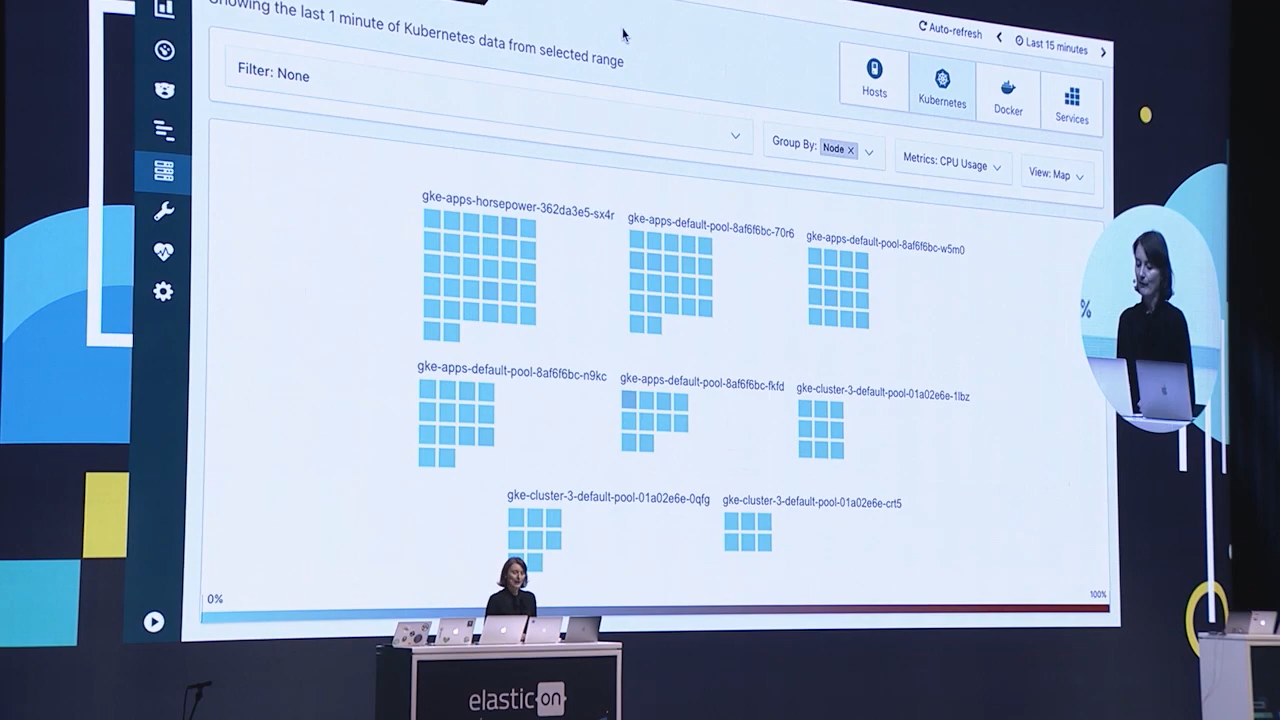 Showing the last 1 minute of Kubernetes data from selected range
Auto-refresh
Last 15 minutes
Filter: None
Hosts
Kubernetes
Docker
Services
Group By: Node ×
Metrics: CPU Usage
View: Map
gke-apps-horsepower-362da3e5-sx4r
gke-apps-default-pool-8af6f6bc-70r6
gke-apps-default-pool-8af6f6bc-w5m0
gke-apps-default-pool-8af6f6bc-n9kc
gke-apps-default-pool-8af6f6bc-fkfd
gke-cluster-3-default-pool-01a02e6e-1lbz
gke-cluster-3-default-pool-01a02e6e-0qfg
gke-cluster-3-default-pool-01a02e6e-crt5
0%
100%
%
elastic on